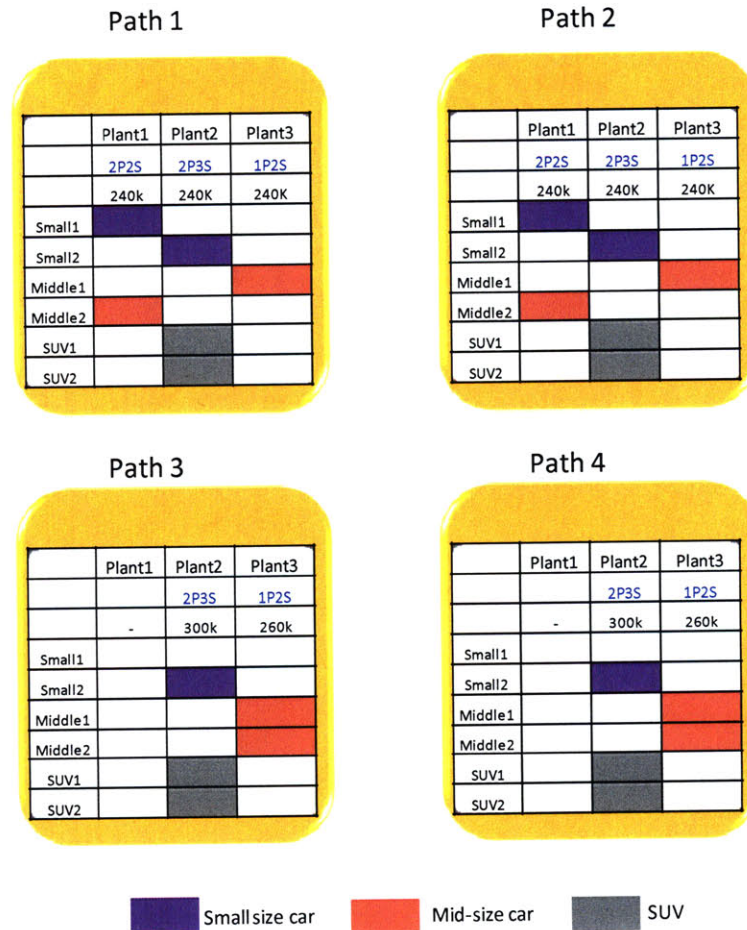 Path 1
Plant1 Plant2 Plant3
2P2S 2P3S 1P2S
240k 240K 240K
Small1
Small2
Middle1
Middle2
SUV1
SUV2
Path 2
Plant1 Plant2 Plant3
2P2S 2P3S 1P2S
240k 240K 240K
Small1
Small2
Middle1
Middle2
SUV1
SUV2
Path 3
Plant1 Plant2 Plant3
2P3S 1P2S
- 300k 260k
Small1
Small2
Middle1
Middle2
SUV1
SUV2
Path 4
Plant1 Plant2 Plant3
2P3S 1P2S
- 300k 260k
Small1
Small2
Middle1
Middle2
SUV1
SUV2
Small size car Mid-size car SUV